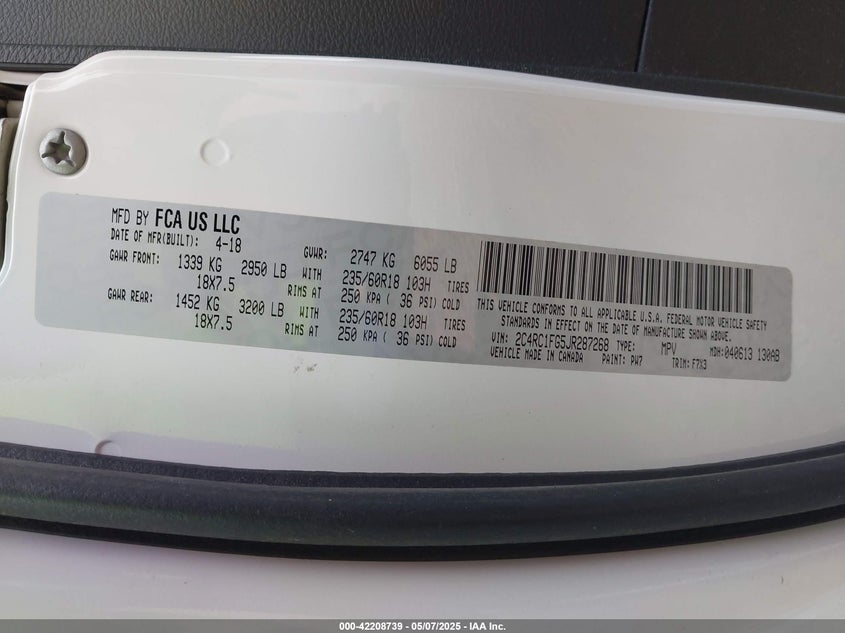 MFD BY FCA US LLC
DATE OF MFR(BUILT): 4-18 GVWR: 2747 KG 6055 LB
GAWR FRONT: 1339 KG 2950 LB WITH 235/60R18 103H TIRES
18X7.5 RIMS AT 250 KPA ( 36 PSI) COLD
GAWR REAR: 1452 KG 3200 LB WITH 235/60R18 103H TIRES
18X7.5 RIMS AT 250 KPA ( 36 PSI) COLD
THIS VEHICLE CONFORMS TO ALL APPLICABLE U.S.A. FEDERAL MOTOR VEHICLE SAFETY
STANDARDS IN EFFECT ON THE DATE OF MANUFACTURE SHOWN ABOVE.
VIN: 2C4RC1FG5JR287268 TYPE: MPV MDH:040613 130AB
VEHICLE MADE IN CANADA PAINT: PW7 TRIM: F7X3
000-42208739 - 05/07/2025 - IAA Inc.